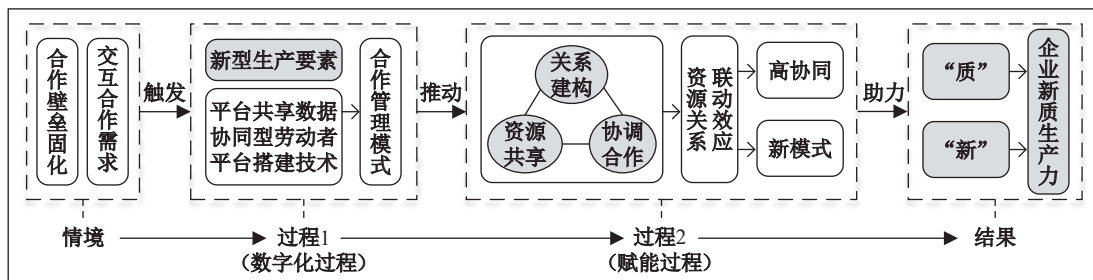 合作壁垒固化
交互合作需求
触发
新型生产要素
平台共享数据
协同型劳动者
平台搭建技术
合作管理模式
推动
关系
建构
资源
共享
协调
合作
资源关系
联动效应
高协同
新模式
助力
“质”
“新”
企业新质生产力
情境
过程1
（数字化过程）
过程2
（赋能过程）
结果